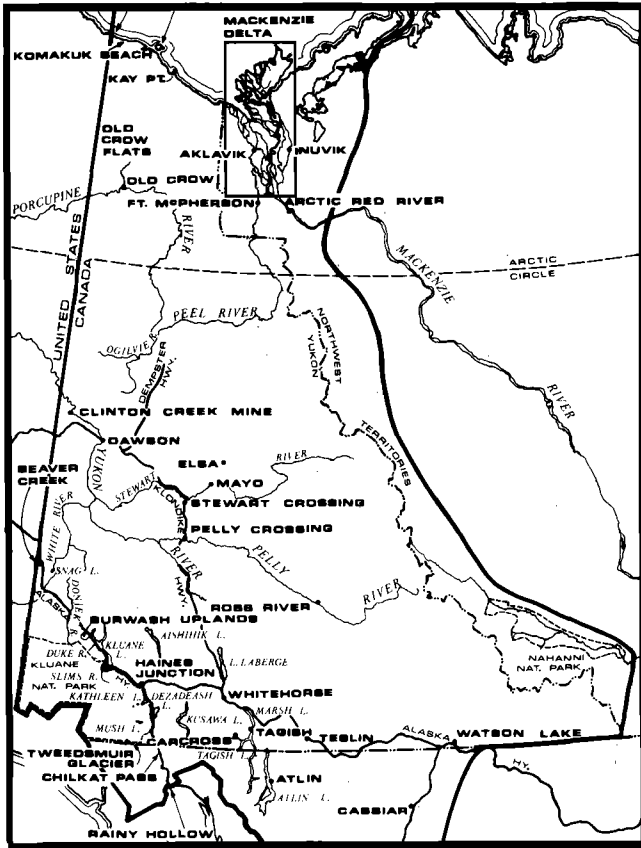 MACKENZIE
DELTA
KOMAKUK BEACH
KAY PT.
OLD
CROW
FLATS
AKLAVIK
INUVIK
OLD CROW
PORCUPINE
RIVER
FT. McPHERSON
ARCTIC RED RIVER
MACKENZIE
RIVER
ARCTIC
CIRCLE
UNITED STATES
CANADA
PEEL RIVER
OGILVIE R.
DEMPSTER
HWY.
NORTHWEST
YUKON
TERRITORIES
CLINTON CREEK MINE
DAWSON
BEAVER
CREEK
YUKON
ELSA
MAYO
RIVER
STEWART
KLONDIKE
STEWART CROSSING
WHITE RIVER
PELLY CROSSING
RIVER
PELLY
RIVER
HWY.
SNAG L.
DONJEK R.
ALASKA
ROSS RIVER
BURWASH UPLANDS
AISHIHIK L.
DUKE R.
KLUANE
L.
KLUANE
SLIMS R.
NAT. PARK
HY.
HAINES
JUNCTION
L. LABERGE
NAHANNI
NAT. PARK
KATHLEEN L.
DEZADEASH
L.
WHITEHORSE
MARSH L.
MUSH L.
KUSAWA L.
CARCROSS
TAGISH
TESLIN
ALASKA
WATSON LAKE
HY.
TWEEDSMUIR
GLACIER
TAGISH L.
CHILKAT PASS
ATLIN
ATLIN L.
CASSIAR
RAINY HOLLOW